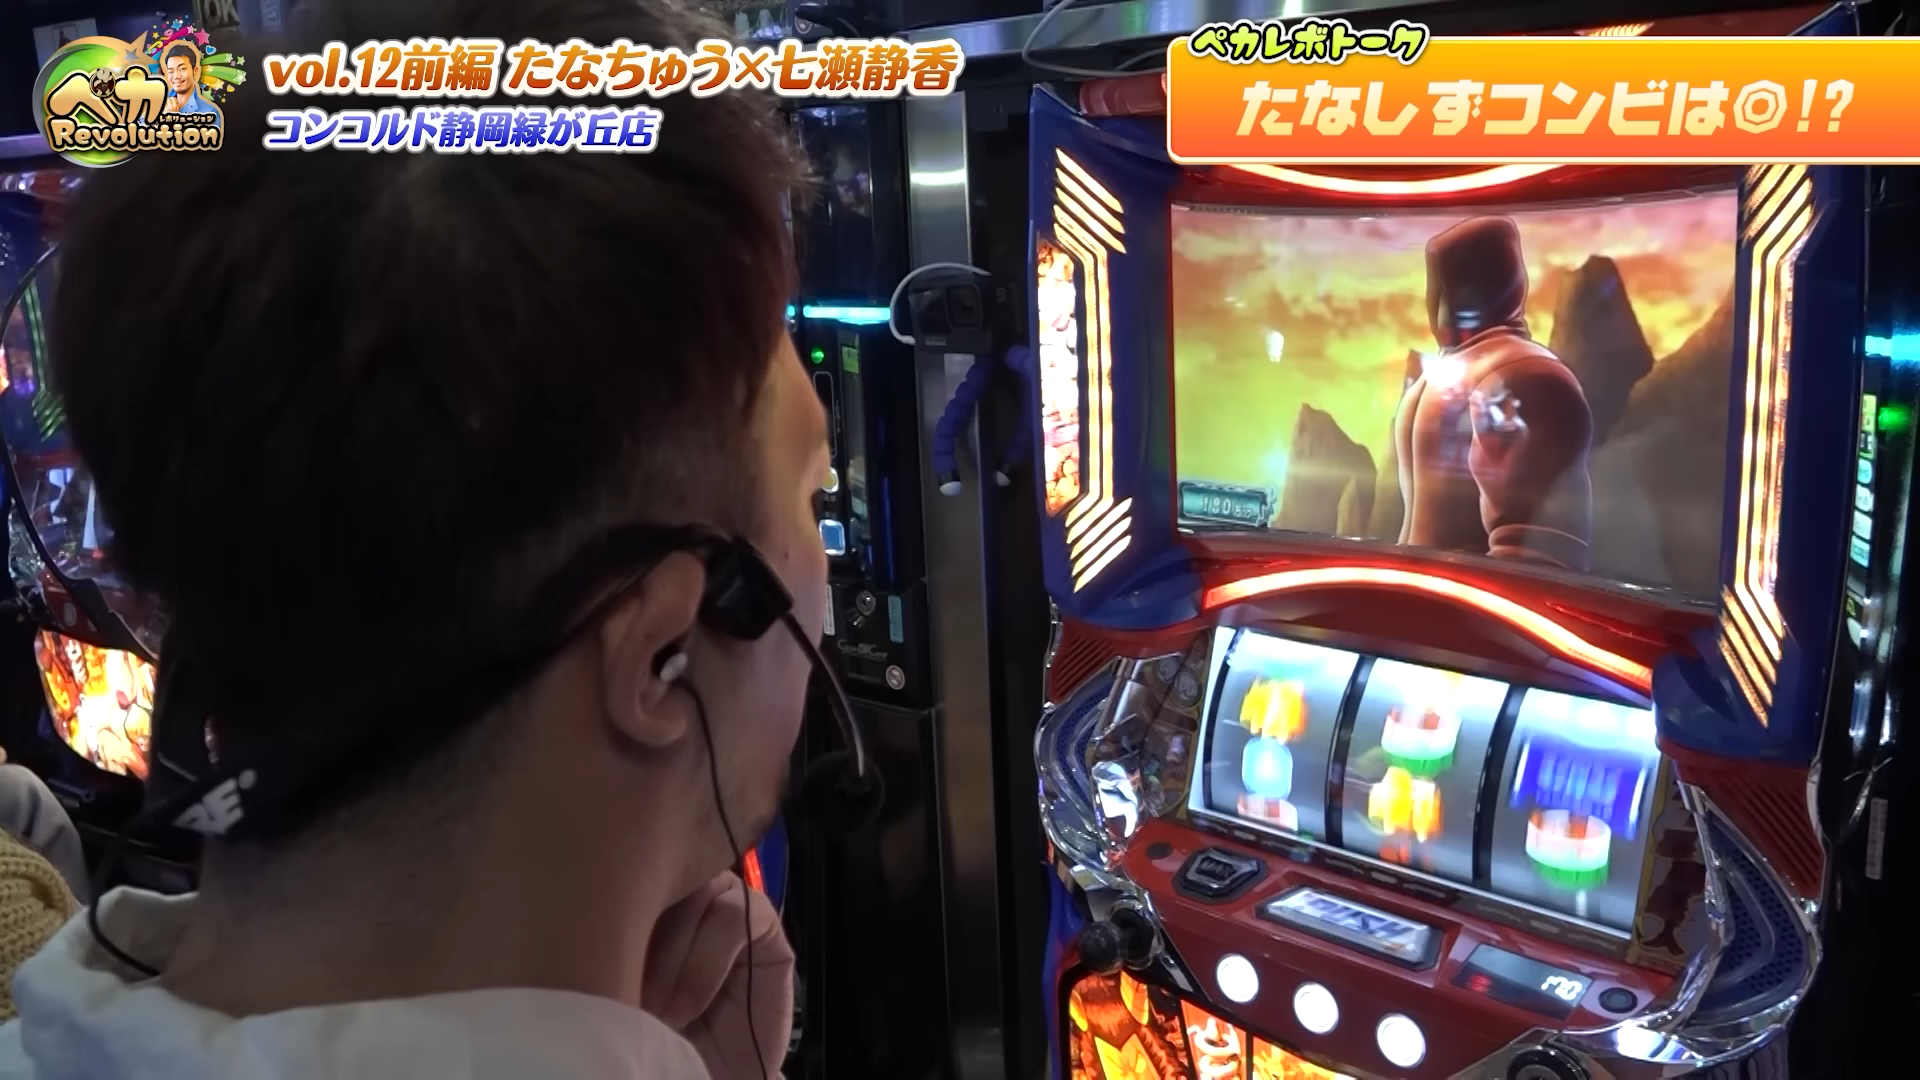 ペカ
レボリューション
Revolution
vol.12前編 たなちゅう×七瀬静香
コンコルド静岡緑が丘店
ペカレボトーク
たなしずコンビは◎!?
180
PUSH
RE